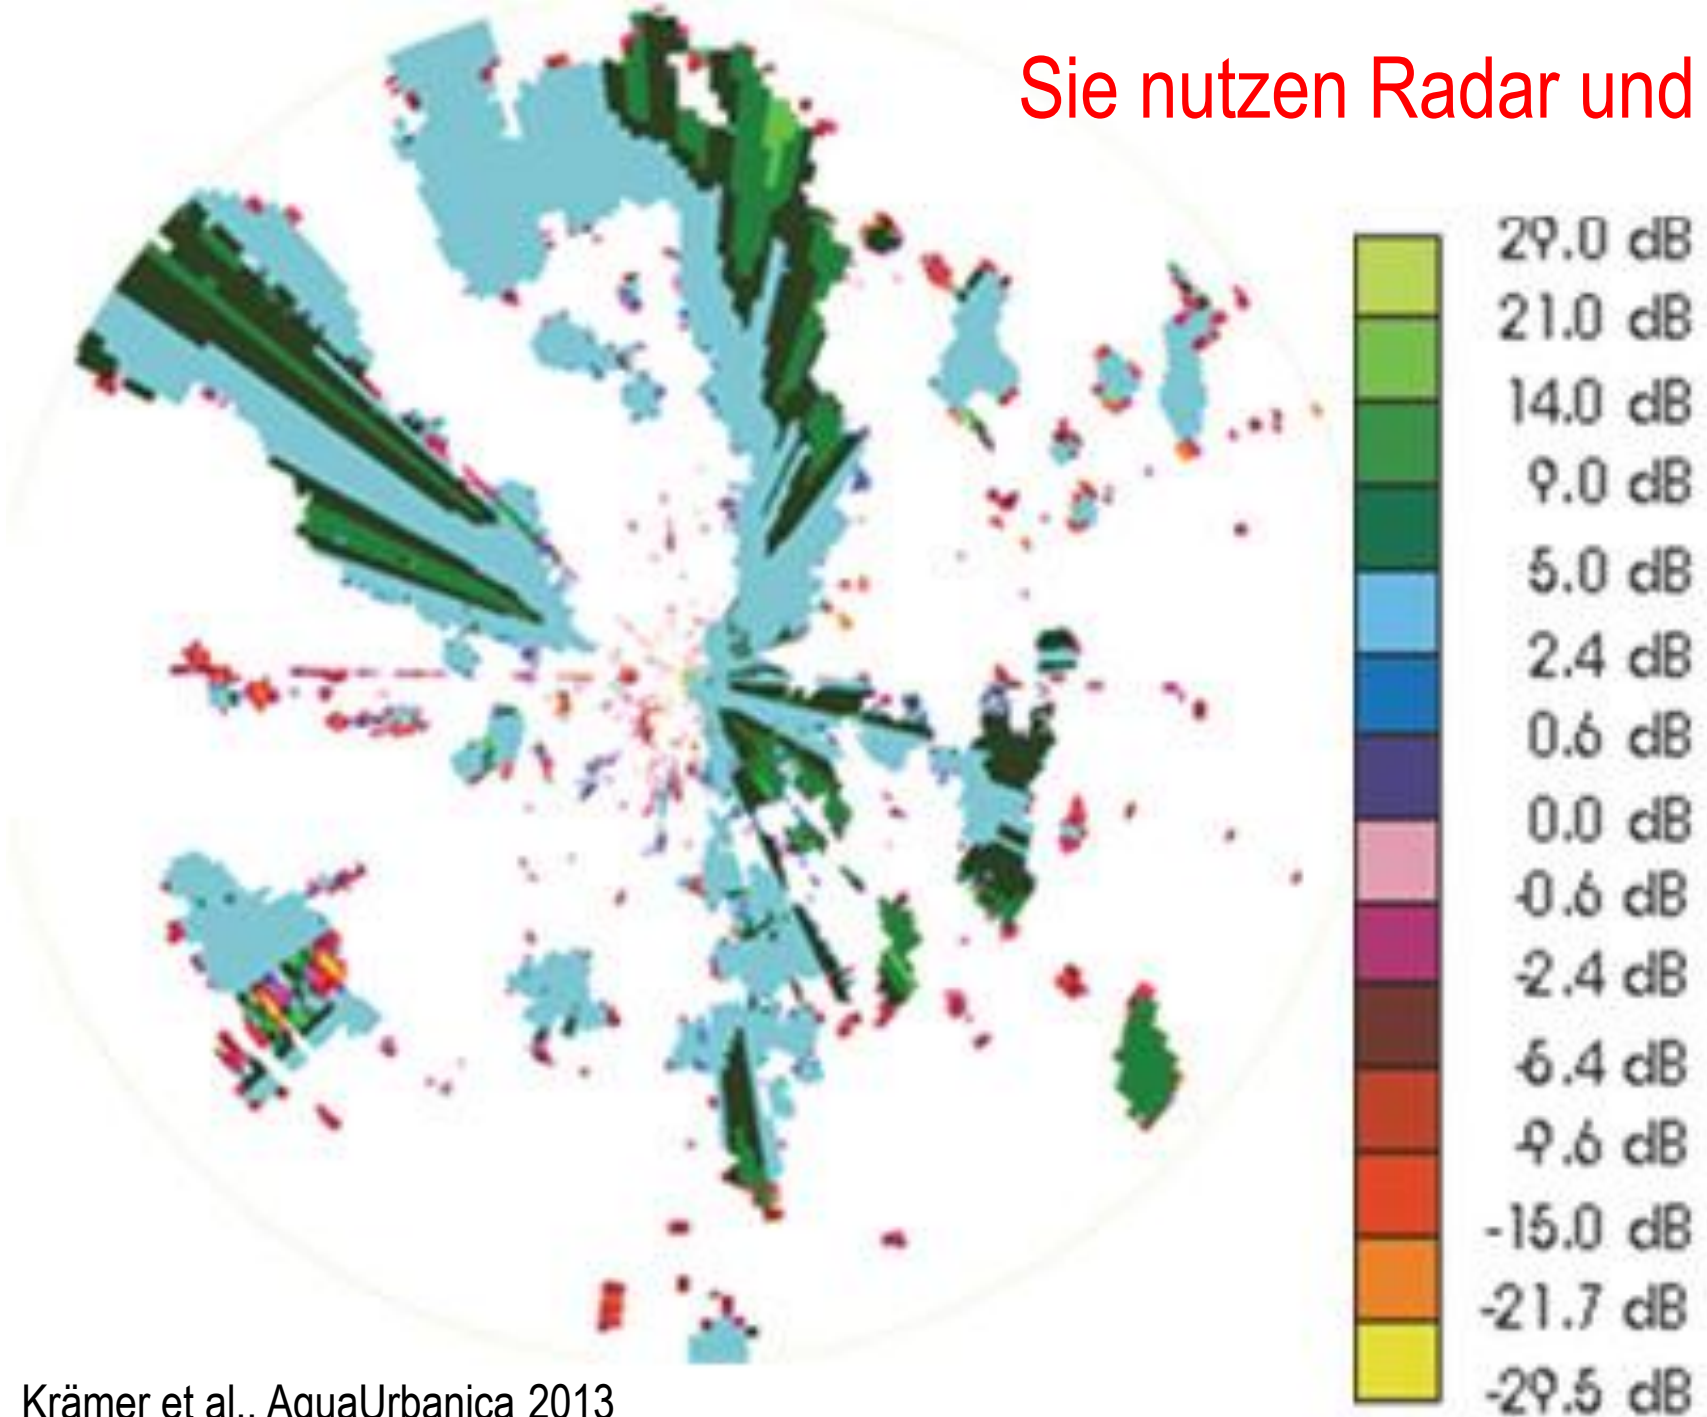 Sie nutzen Radar und
29.0 dB
21.0 dB
14.0 dB
9.0 dB
5.0 dB
2.4 dB
0.6 dB
0.0 dB
-0.6 dB
-2.4 dB
-6.4 dB
-9.6 dB
-15.0 dB
-21.7 dB
-29.5 dB
Krämer et al., AquaUrbanica 2013